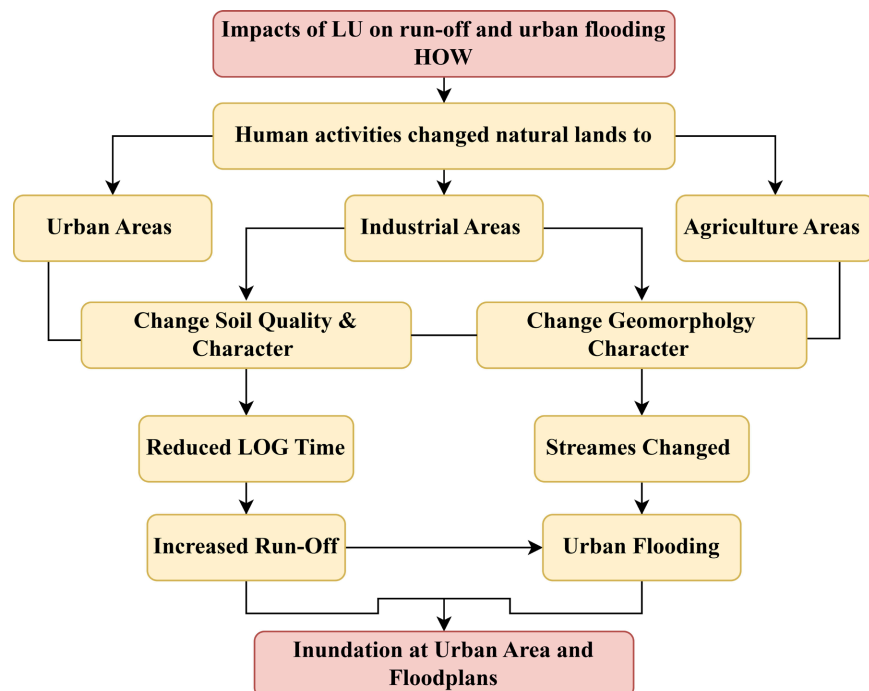 Impacts of LU on run-off and urban flooding
HOW
Human activities changed natural lands to
Urban Areas
Industrial Areas
Agriculture Areas
Change Soil Quality &
Character
Change Geomorpholgy
Character
Reduced LOG Time
Streames Changed
Increased Run-Off
Urban Flooding
Inundation at Urban Area and
Floodplans